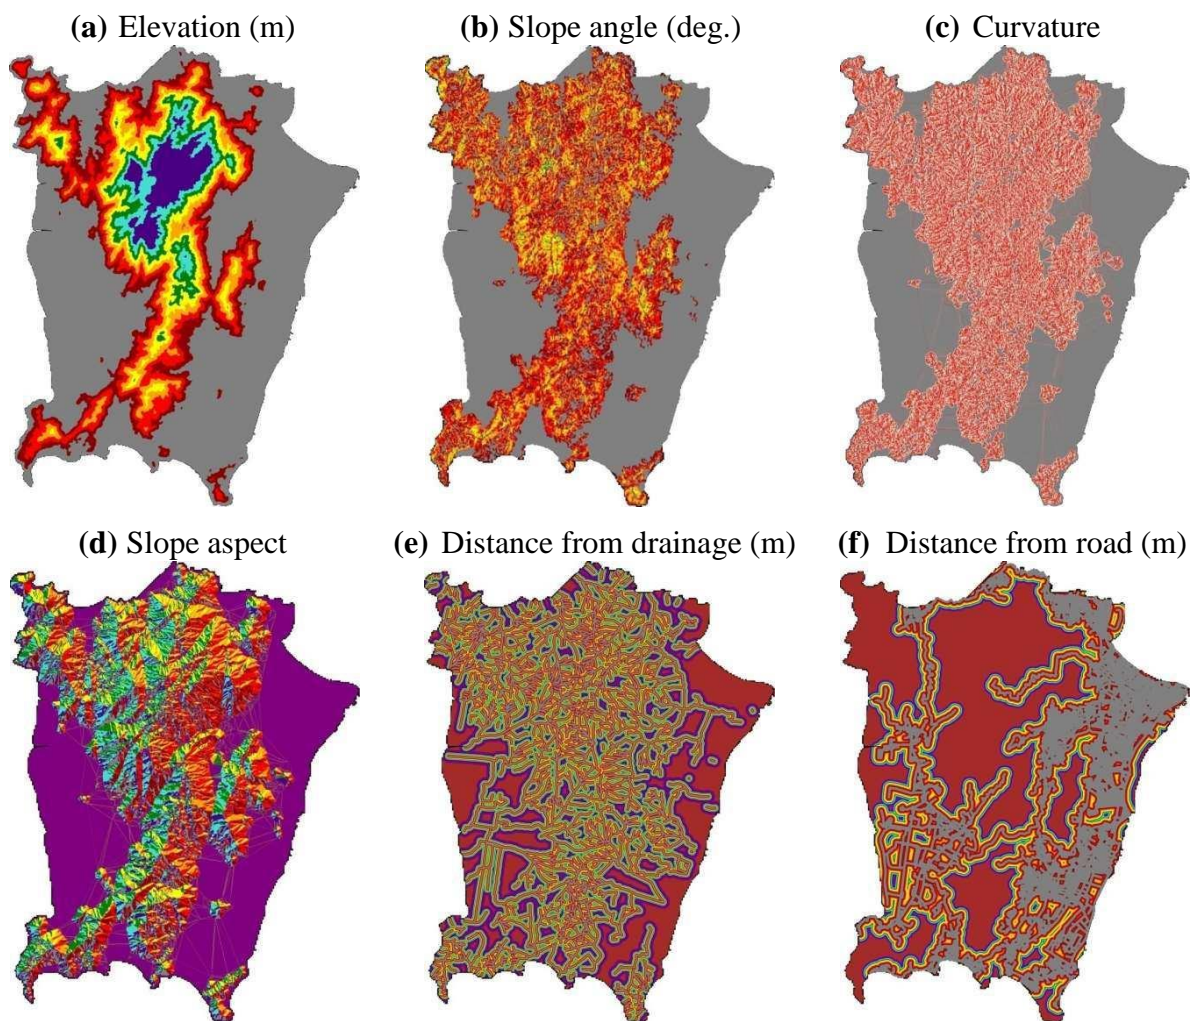 (a) Elevation (m)
(b) Slope angle (deg.)
(c) Curvature
(d) Slope aspect
(e) Distance from drainage (m)
(f) Distance from road (m)